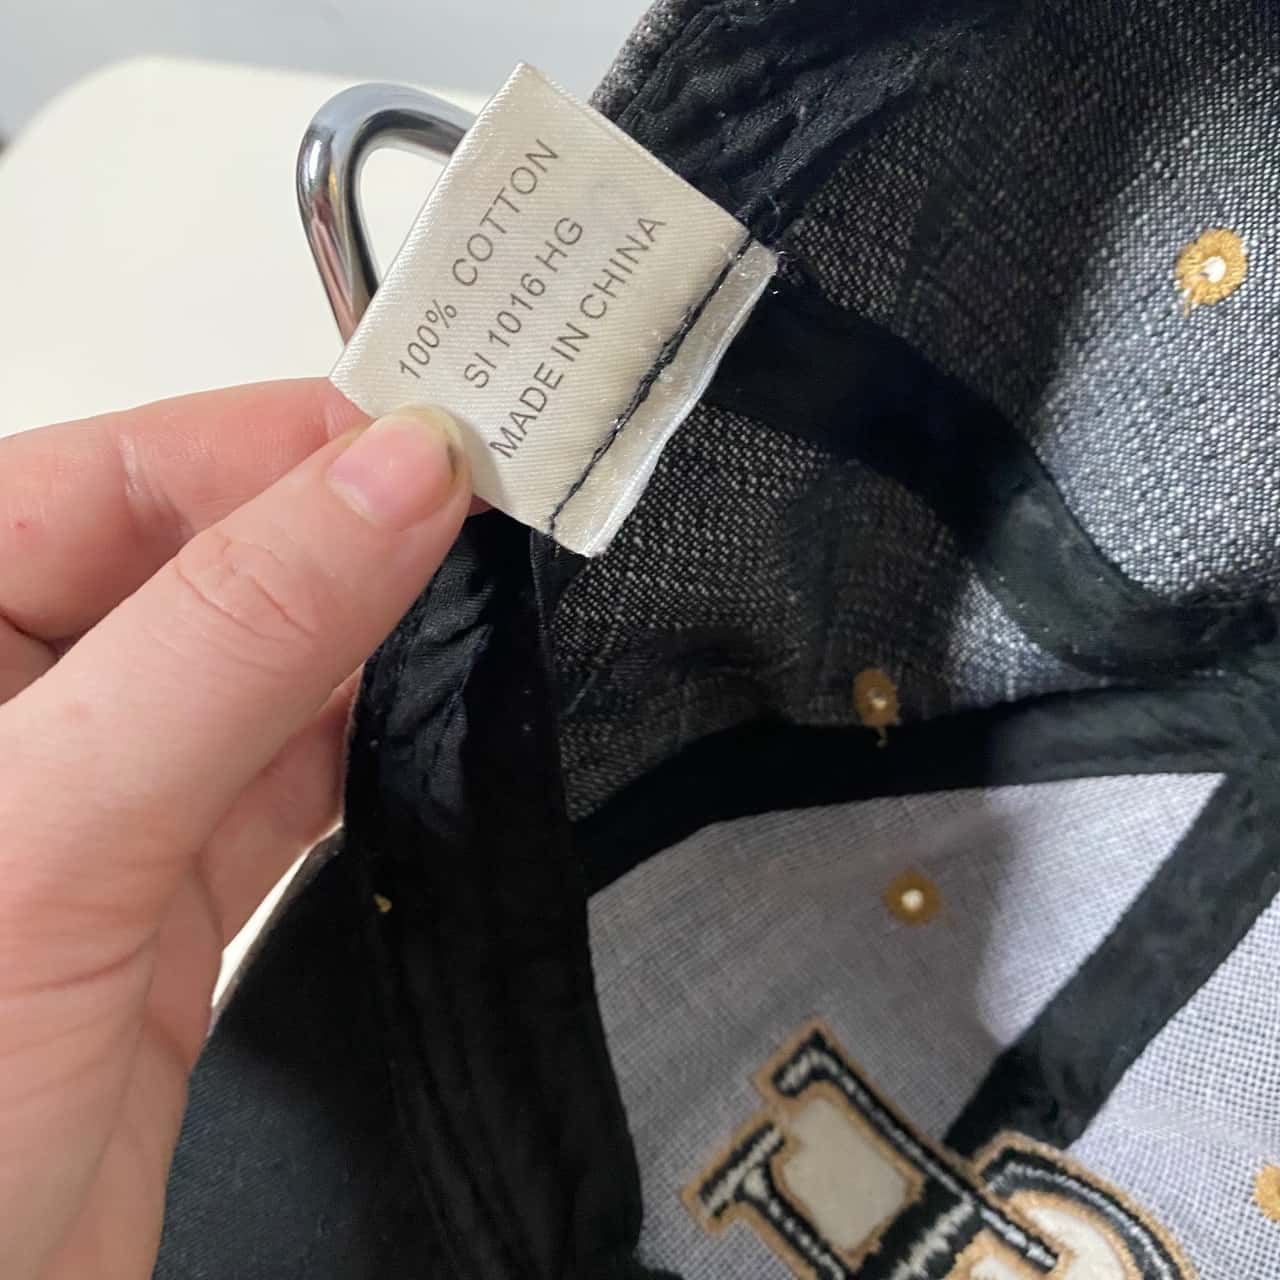 100% COTTON
SI 1016 HG
MADE IN CHINA